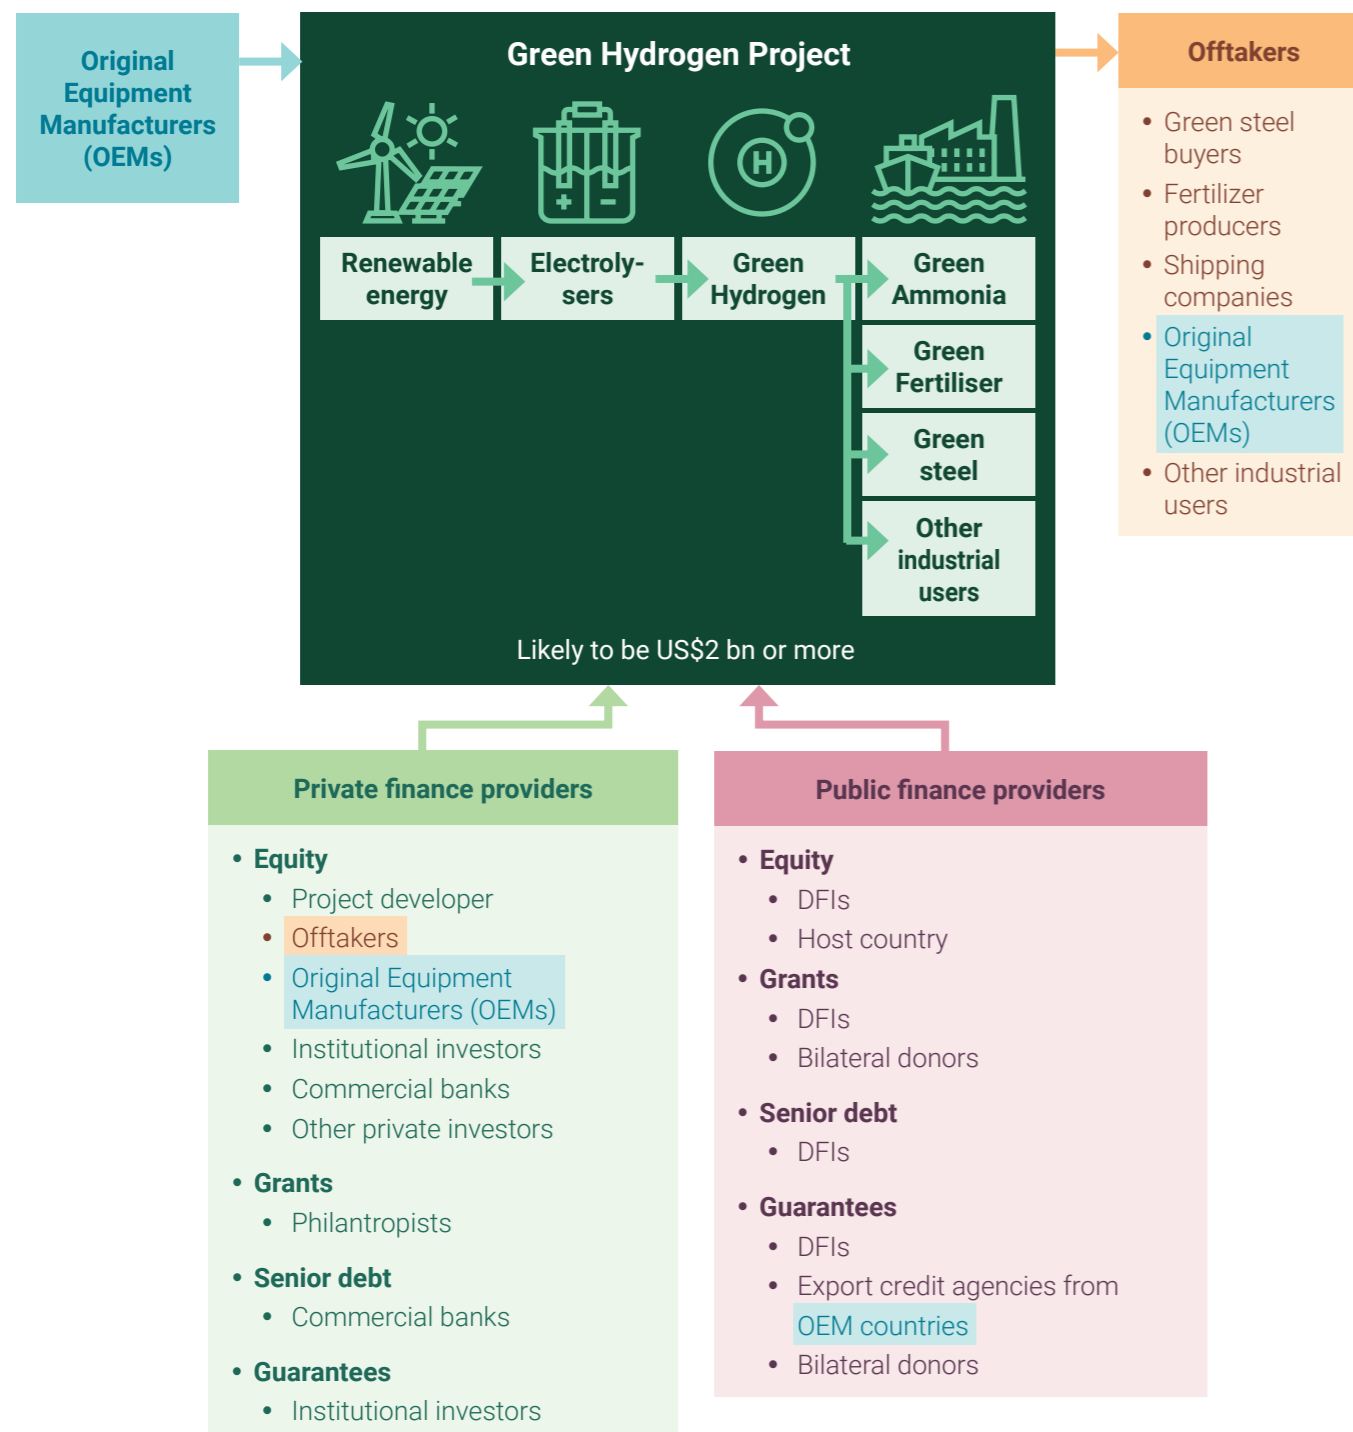 Original
Equipment
Manufacturers
(OEMs)
Green Hydrogen Project
H
+ −
Renewable
energy
Electroly-
sers
Green
Hydrogen
Green
Ammonia
Green
Fertiliser
Green
steel
Other
industrial
users
Likely to be US$2 bn or more
Offtakers
• Green steel
buyers
• Fertilizer
producers
• Shipping
companies
• Original
Equipment
Manufacturers
(OEMs)
• Other industrial
users
Private finance providers
• Equity
• Project developer
• Offtakers
• Original Equipment
Manufacturers (OEMs)
• Institutional investors
• Commercial banks
• Other private investors
• Grants
• Philantropists
• Senior debt
• Commercial banks
• Guarantees
• Institutional investors
Public finance providers
• Equity
• DFIs
• Host country
• Grants
• DFIs
• Bilateral donors
• Senior debt
• DFIs
• Guarantees
• DFIs
• Export credit agencies from
OEM countries
• Bilateral donors